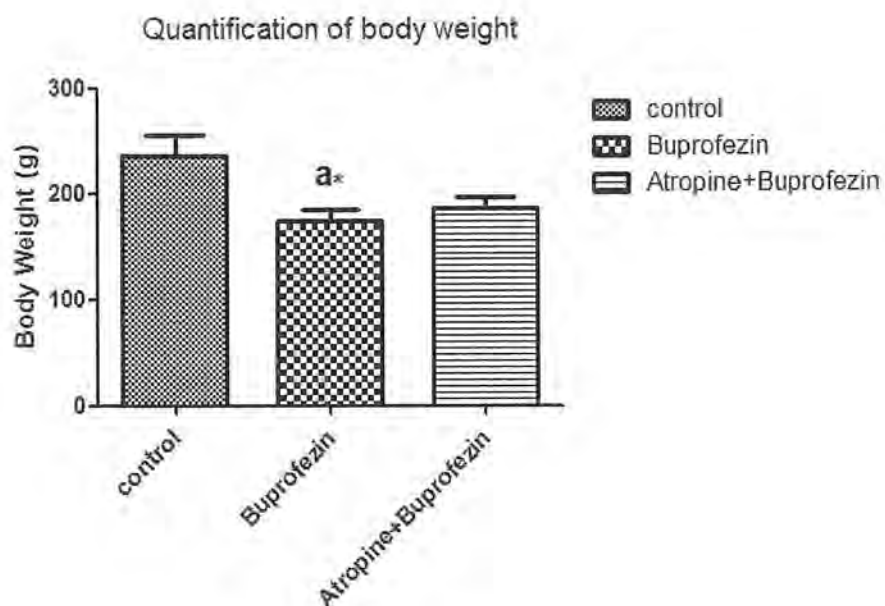 Quantification of body weight
300
200
100
0
Body Weight (g)
a*
control
Buprofezin
Atropine+Buprofezin
control
Buprofezin
Atropine+Buprofezin